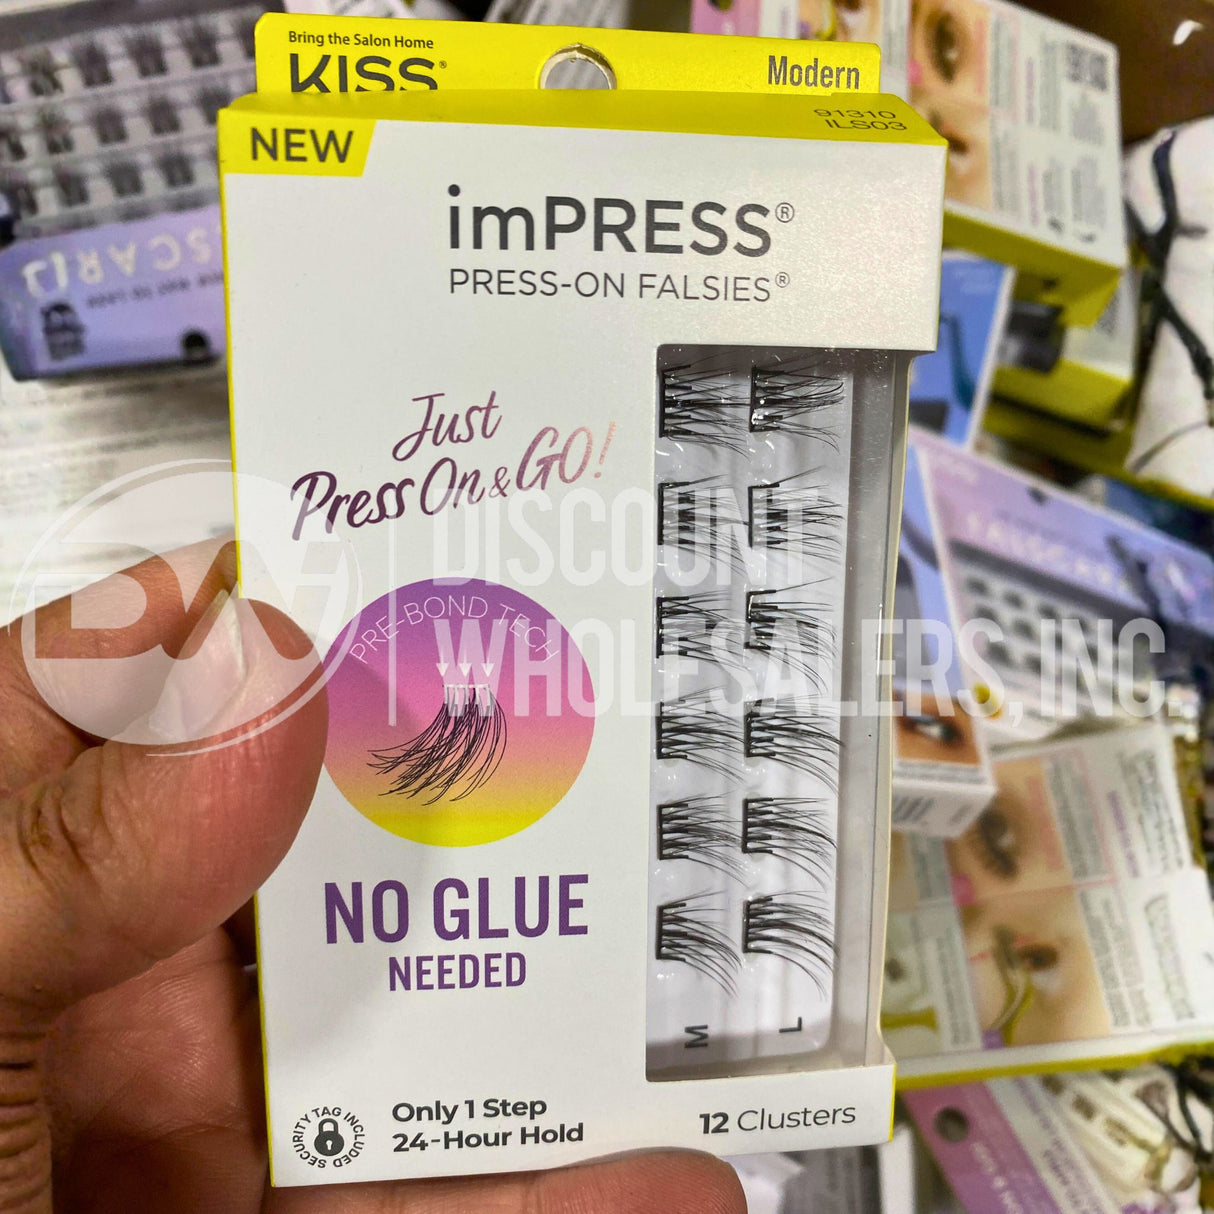 Bring the Salon Home
KISS®
Modern
91310
ILS03
NEW
imPRESS®
PRESS-ON FALSIES®
Just
Press On & GO!
PRE-BOND TECH
NO GLUE
NEEDED
M
L
Only 1 Step
24-Hour Hold
12 Clusters
SECURITY TAG INCLUDED
DISCOUNT
WHOLESALERS, INC.